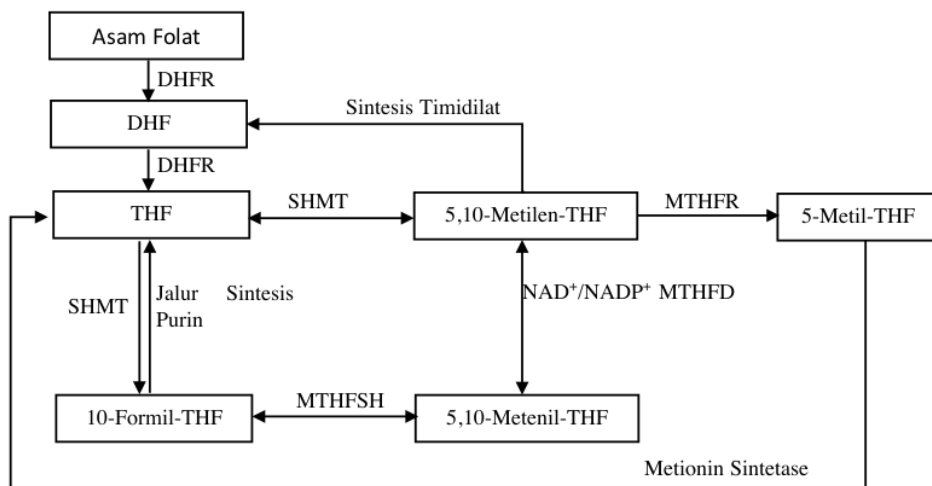 Asam Folat
DHFR
DHF
Sintesis Timidilat
DHFR
THF
SHMT
5,10-Metilen-THF
MTHFR
5-Metil-THF
SHMT
Jalur Sintesis
Purin
NAD⁺/NADP⁺ MTHFD
10-Formil-THF
MTHFSH
5,10-Metenil-THF
Metionin Sintetase